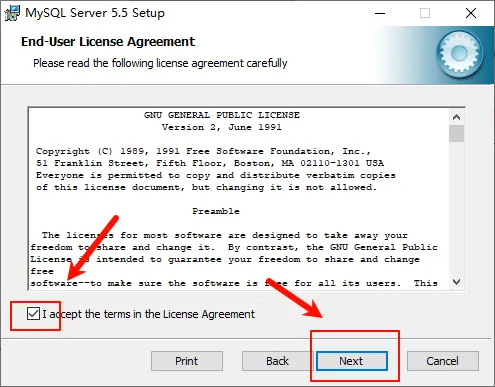 MySQL Server 5.5 Setup
End-User License Agreement
Please read the following license agreement carefully
GNU GENERAL PUBLIC LICENSE
Version 2, June 1991
Copyright (C) 1989, 1991 Free Software Foundation, Inc.,
51 Franklin Street, Fifth Floor, Boston, MA 02110-1301 USA
Everyone is permitted to copy and distribute verbatim copies
of this license document, but changing it is not allowed.
Preamble
The licenses for most software are designed to take away your
freedom to share and change it. By contrast, the GNU General Public
License is intended to guarantee your freedom to share and change
free
software--to make sure the software is free for all its users. This
I accept the terms in the License Agreement
Print Back Next Cancel